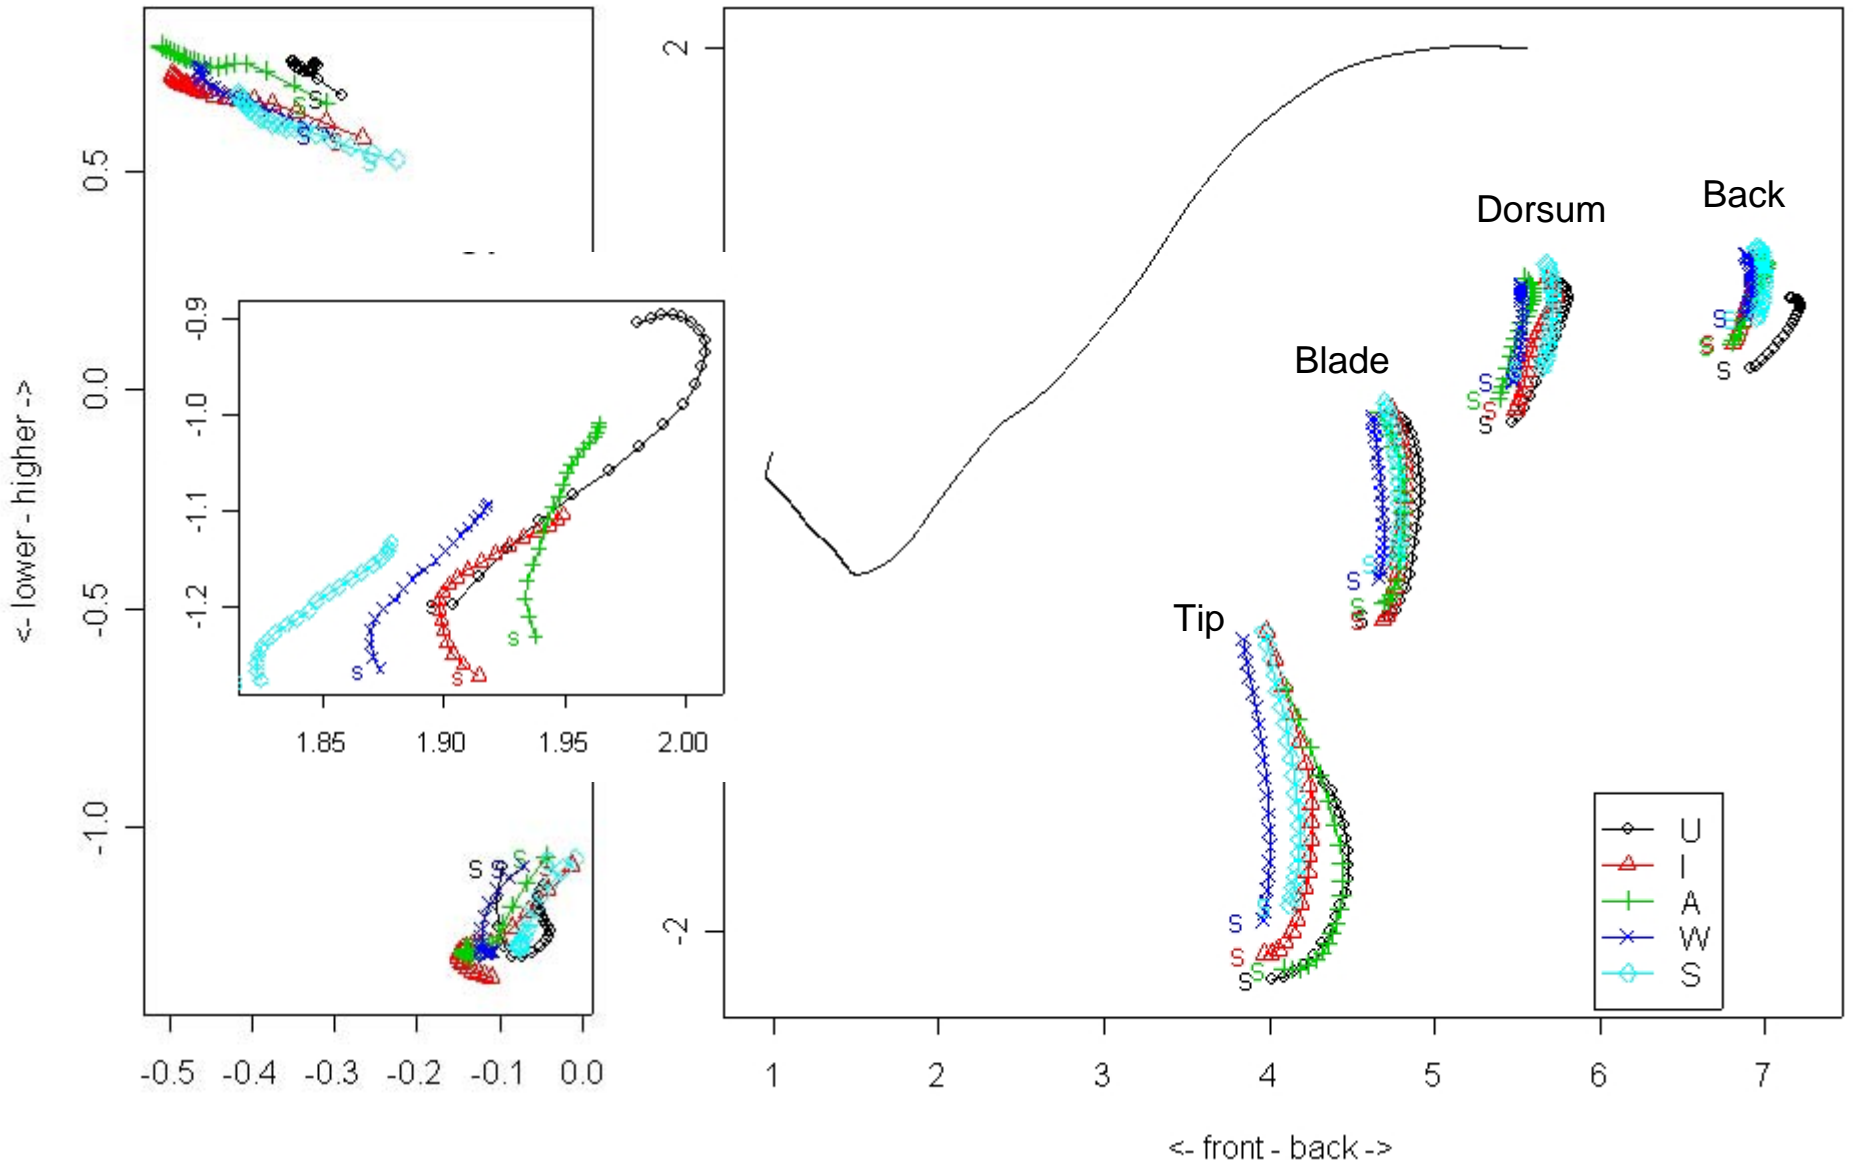 2
Back
Dorsum
0.5
Blade
-0.9
0.0
-1.0
<- lower - higher ->
-1.1
-0.5
-1.2
Tip
1.85 1.90 1.95 2.00
-1.0
-2
U
I
A
W
S
-0.5 -0.4 -0.3 -0.2 -0.1 0.0
1 2 3 4 5 6 7
<- front - back ->